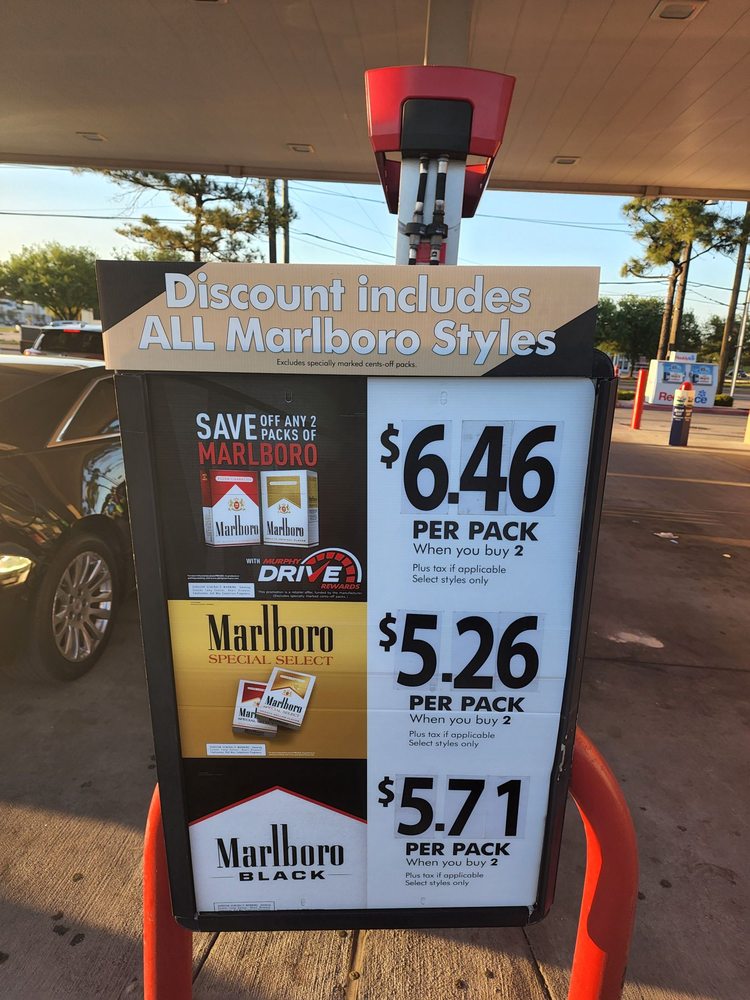 Discount includes
ALL Marlboro Styles
Excludes specially marked cents-off packs.
SAVE OFF ANY 2
PACKS OF
MARLBORO
Marlboro
Marlboro
WITH MURPHY
DRIVE
REWARDS
$6.46
PER PACK
When you buy 2
Plus tax if applicable
Select styles only
Marlboro
SPECIAL SELECT
Marlboro
$5.26
PER PACK
When you buy 2
Plus tax if applicable
Select styles only
Marlboro
BLACK
$5.71
PER PACK
When you buy 2
Plus tax if applicable
Select styles only